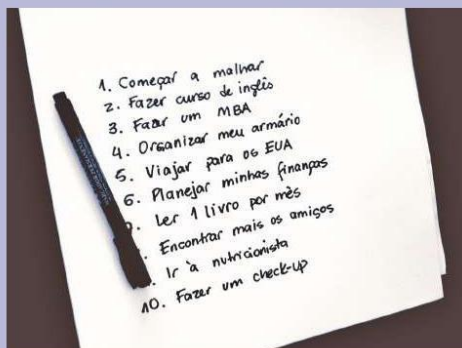 1. Começar a malhar
2. Fazer curso de inglês
3. Fazer um MBA
4. Organizar meu armário
5. Viajar para os EUA
6. Planejar minhas finanças
Ler 1 livro por mês
Encontrar mais os amigos
Ir à nutricionista
10. Fazer um check-up